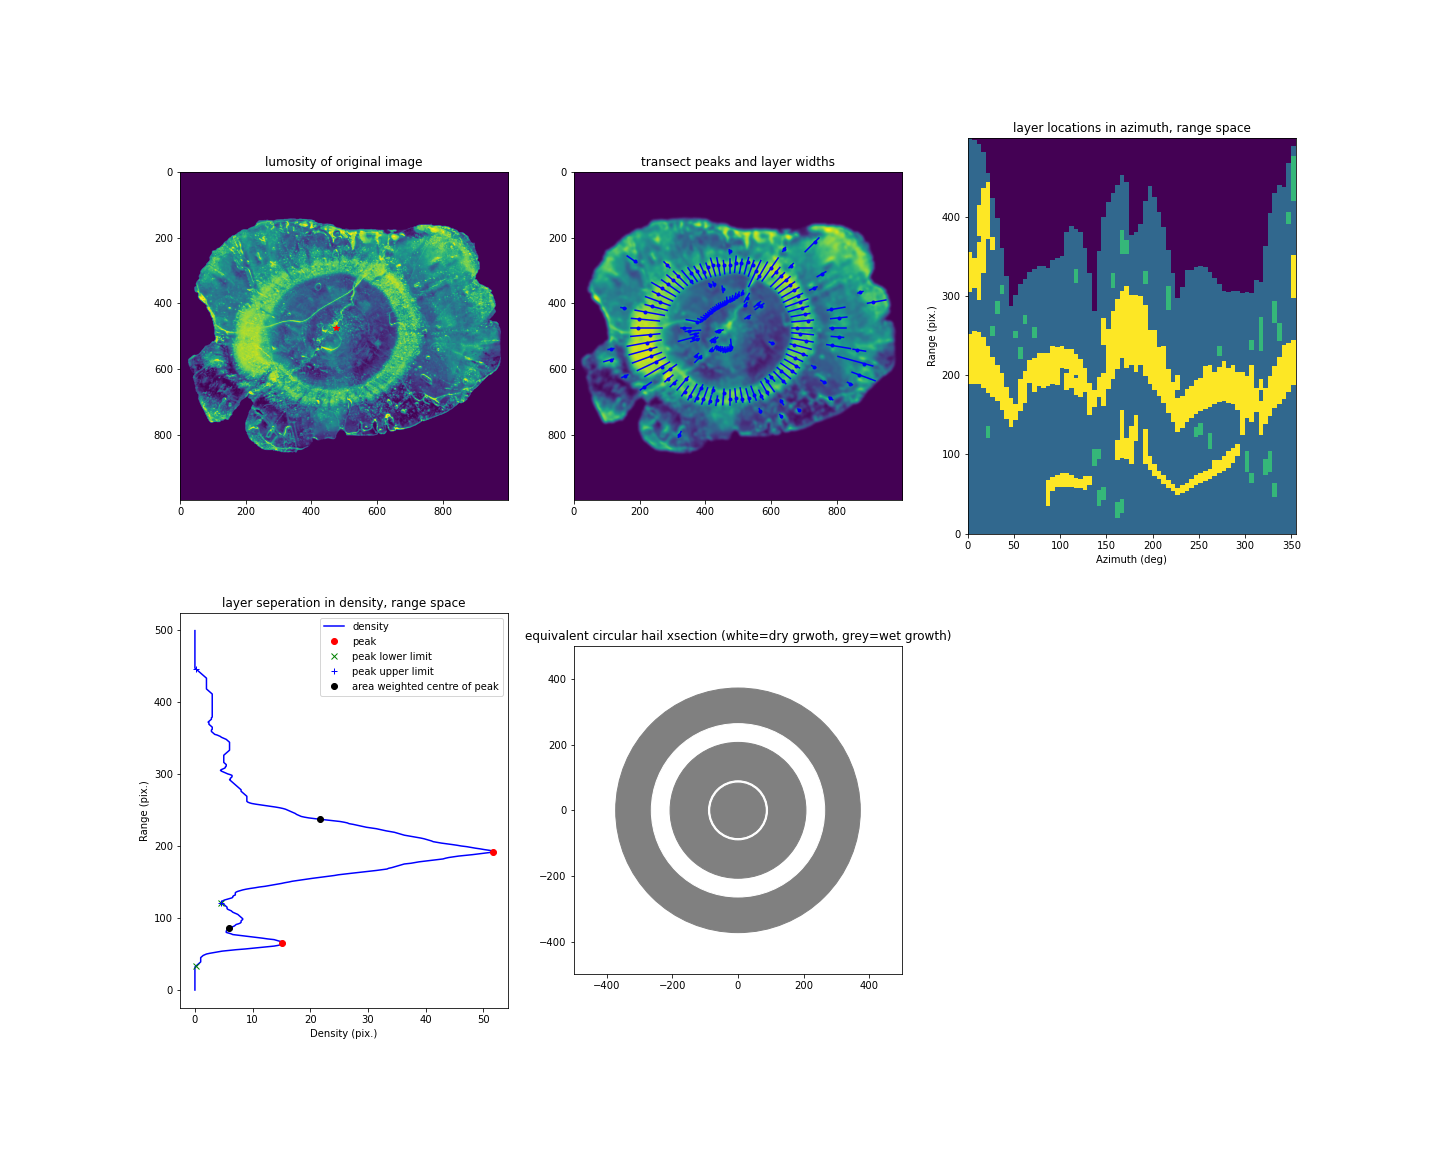 lumosity of original image
0
200
400
600
800
0 200 400 600 800
transect peaks and layer widths
0
200
400
600
800
0 200 400 600 800
layer locations in azimuth, range space
Range (pix.)
400
300
200
100
0
0 50 100 150 200 250 300 350
Azimuth (deg)
layer seperation in density, range space
Range (pix.)
500
400
300
200
100
0
density
peak
peak lower limit
peak upper limit
area weighted centre of peak
0 10 20 30 40 50
Density (pix.)
equivalent circular hail xsection (white=dry grwoth, grey=wet growth)
400
200
0
−200
−400
−400 −200 0 200 400